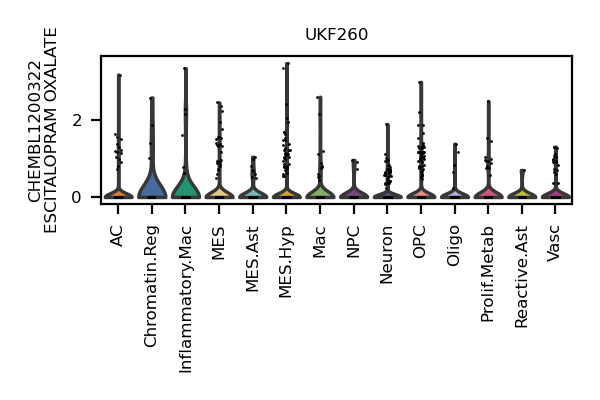 UKF260
CHEMBL1200322
ESCITALOPRAM OXALATE
2
0
AC
Chromatin.Reg
Inflammatory.Mac
MES
MES.Ast
MES.Hyp
Mac
NPC
Neuron
OPC
Oligo
Prolif.Metab
Reactive.Ast
Vasc